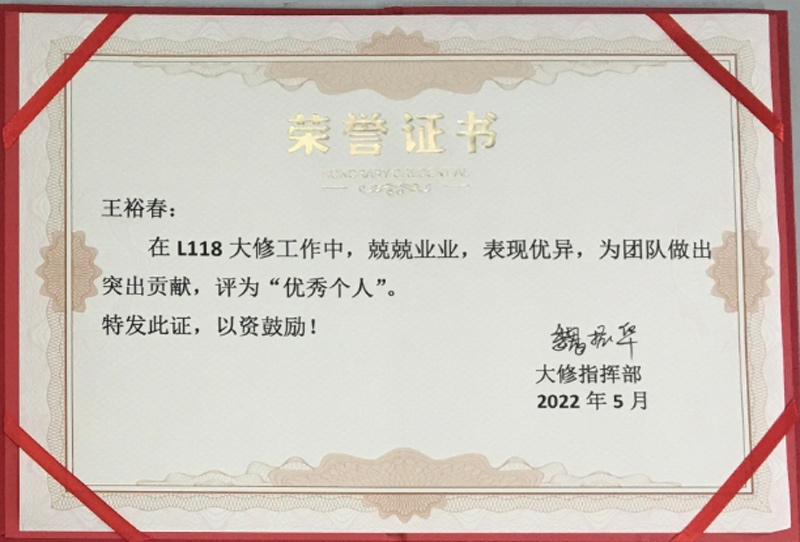 荣誉证书
HONORARY CREDENTIAL
王裕春：
在 L118 大修工作中，兢兢业业，表现优异，为团队做出
突出贡献，评为“优秀个人”。
特发此证，以资鼓励！
大修指挥部
2022 年 5 月